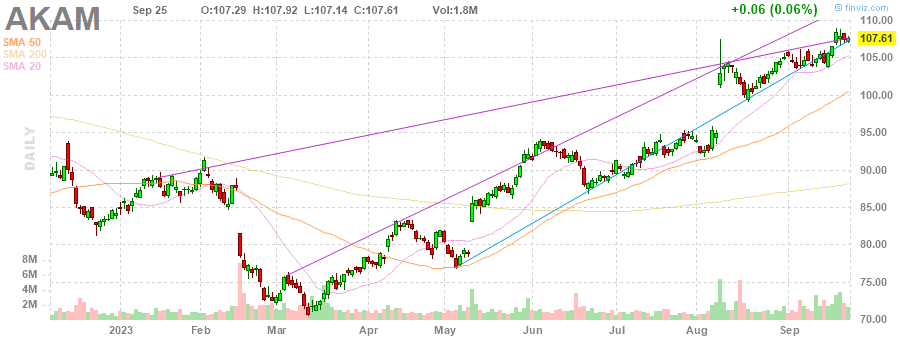 AKAM
Sep 25 O:107.29 H:107.92 L:107.14 C:107.61 Vol:1.8M +0.06 (0.06%)
© finviz.com
SMA 50
SMA 200
SMA 20
DAILY
110.00
107.61
105.00
100.00
95.00
90.00
85.00
80.00
75.00
70.00
8M
6M
4M
2M
2023 Feb Mar Apr May Jun Jul Aug Sep